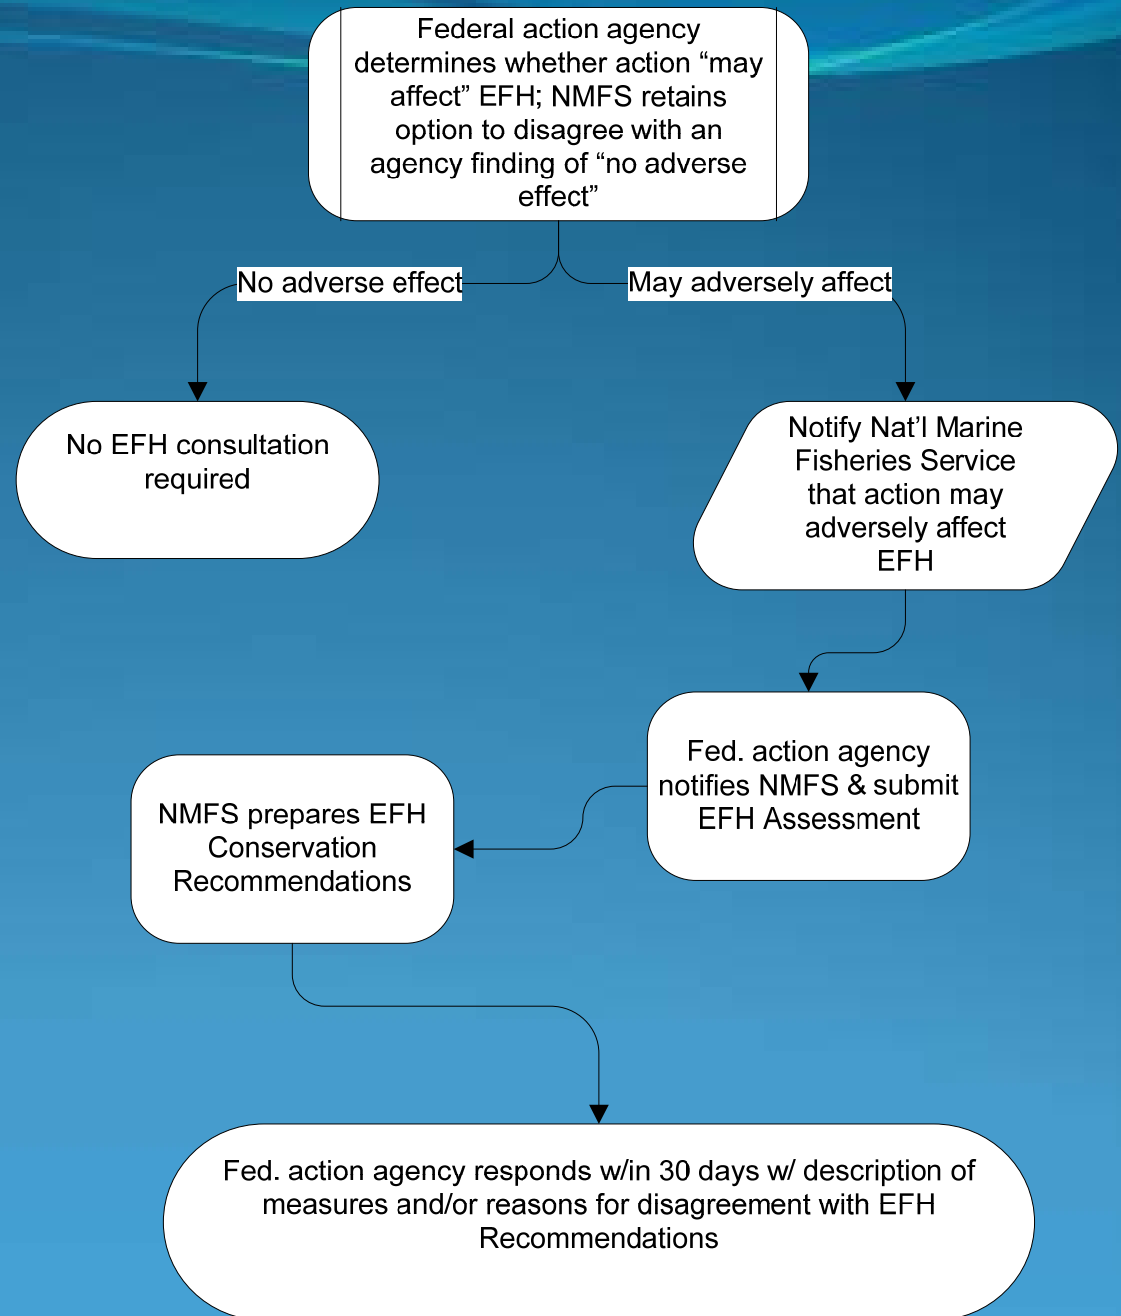 Federal action agency
determines whether action “may
affect” EFH; NMFS retains
option to disagree with an
agency finding of “no adverse
effect”
No adverse effect
May adversely affect
No EFH consultation
required
Notify Nat’l Marine
Fisheries Service
that action may
adversely affect
EFH
Fed. action agency
notifies NMFS & submit
EFH Assessment
NMFS prepares EFH
Conservation
Recommendations
Fed. action agency responds w/in 30 days w/ description of
measures and/or reasons for disagreement with EFH
Recommendations